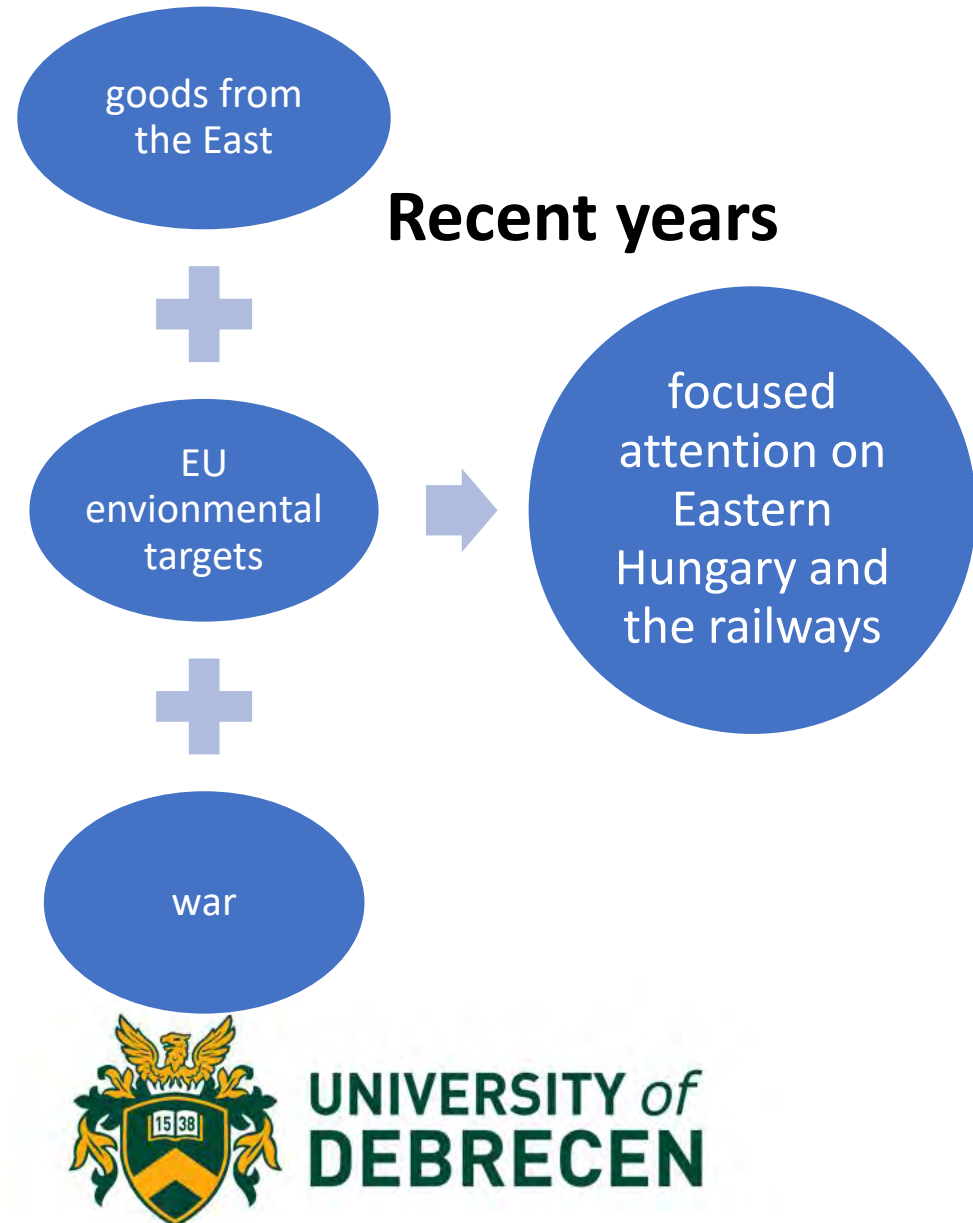 goods from
the East
Recent years
EU
envionmental
targets
focused
attention on
Eastern
Hungary and
the railways
war
15 38
UNIVERSITY of
DEBRECEN